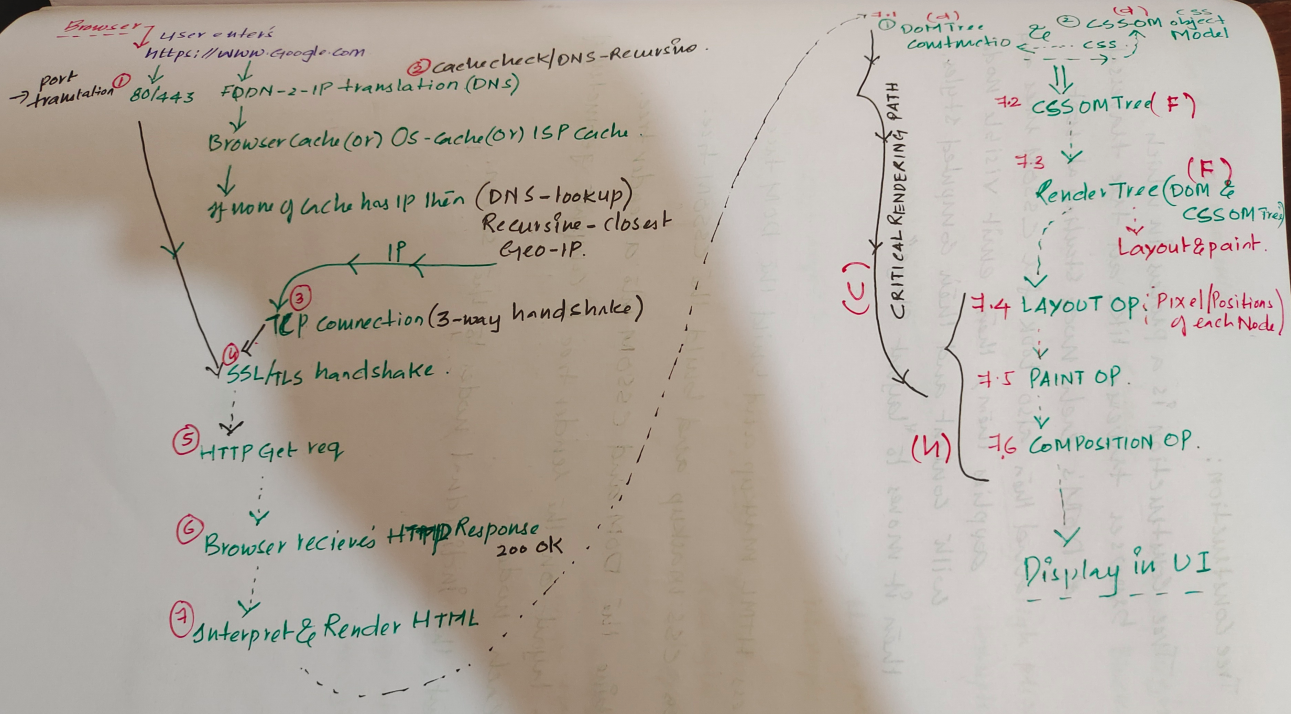 Browser
User enters
https://www.Google.com
→ port translation ① 80/443
② Cache check/DNS-Recursive.
FQDN-2-IP translation (DNS)
Browser Cache (or) OS-Cache (or) ISP Cache.
If none of cache has IP then (DNS-lookup)
Recursive-closest
Geo-IP.
IP
③
TCP connection (3-way handshake)
④
SSL/TLS handshake.
⑤ HTTP Get req
⑥ Browser recieves HTTP Response
200 OK
⑦ Interpret & Render HTML
7.1 (d)
① DOM Tree
constructio
&
(d) CSS
② CSSOM object
Model
css
7.2 CSSOM Tree (F)
7.3
(F)
Render Tree (DOM &
CSSOM Tree)
Layout & paint.
CRITICAL RENDERING PATH
(C)
7.4 LAYOUT OP: (Pixel/Positions
of each Node)
7.5 PAINT OP.
(H)
7.6 COMPOSITION OP.
Display in UI